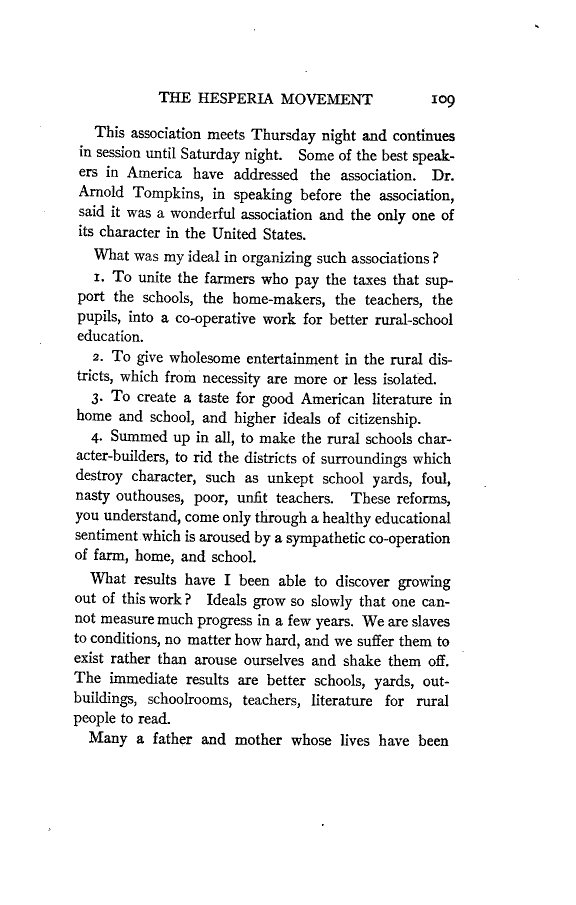 THE HESPERIA MOVEMENT 109
This association meets Thursday night and continues
in session until Saturday night. Some of the best speak-
ers in America have addressed the association. Dr.
Arnold Tompkins, in speaking before the association,
said it was a wonderful association and the only one of
its character in the United States.
What was my ideal in organizing such associations?
1. To unite the farmers who pay the taxes that sup-
port the schools, the home-makers, the teachers, the
pupils, into a co-operative work for better rural-school
education.
2. To give wholesome entertainment in the rural dis-
tricts, which from necessity are more or less isolated.
3. To create a taste for good American literature in
home and school, and higher ideals of citizenship.
4. Summed up in all, to make the rural schools char-
acter-builders, to rid the districts of surroundings which
destroy character, such as unkept school yards, foul,
nasty outhouses, poor, unfit teachers. These reforms,
you understand, come only through a healthy educational
sentiment which is aroused by a sympathetic co-operation
of farm, home, and school.
What results have I been able to discover growing
out of this work? Ideals grow so slowly that one can-
not measure much progress in a few years. We are slaves
to conditions, no matter how hard, and we suffer them to
exist rather than arouse ourselves and shake them off.
The immediate results are better schools, yards, out-
buildings, schoolrooms, teachers, literature for rural
people to read.
Many a father and mother whose lives have been